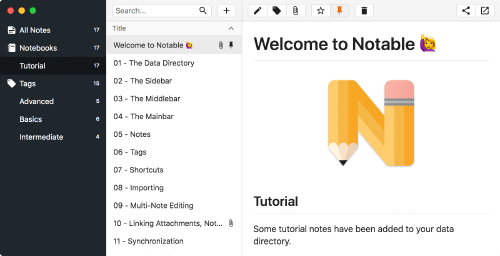 All Notes 17
Notebooks 17
Tutorial 17
Tags 15
Advanced 5
Basics 6
Intermediate 4
Search...
Title
Welcome to Notable 🙋
01 - The Data Directory
02 - The Sidebar
03 - The Middlebar
04 - The Mainbar
05 - Notes
06 - Tags
07 - Shortcuts
08 - Importing
09 - Multi-Note Editing
10 - Linking Attachments, Not...
11 - Synchronization
Welcome to Notable 🙋
Tutorial
Some tutorial notes have been added to your data
directory.